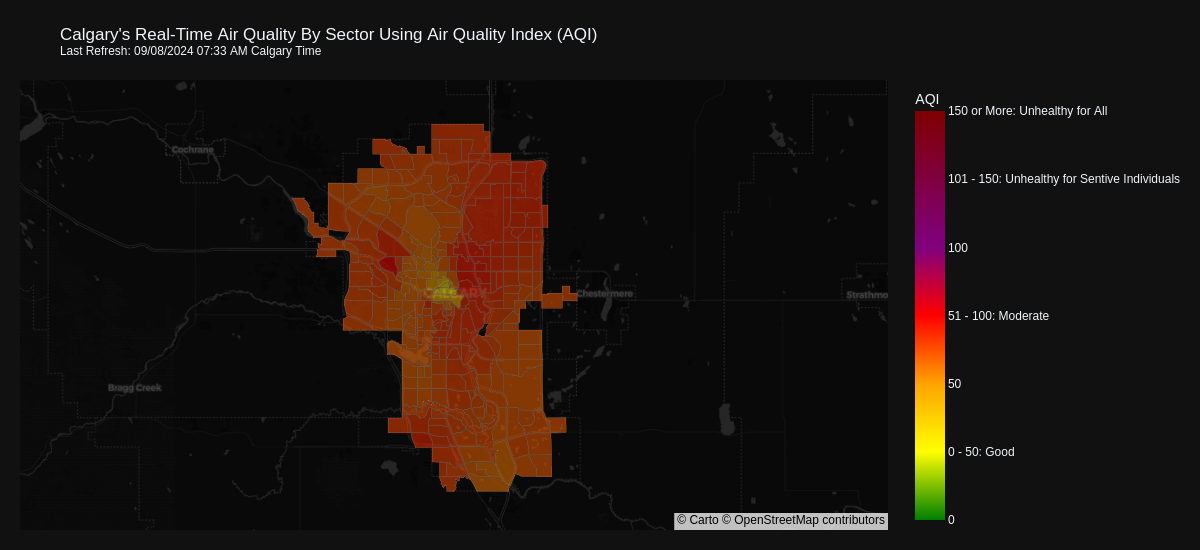 Calgary's Real-Time Air Quality By Sector Using Air Quality Index (AQI)
Last Refresh: 09/08/2024 07:33 AM Calgary Time
AQI
150 or More: Unhealthy for All
Cochrane
101 - 150: Unhealthy for Sentive Individuals
100
CALGARY
Chestermere
Strathmo
51 - 100: Moderate
Bragg Creek
50
0 - 50: Good
0
© Carto © OpenStreetMap contributors